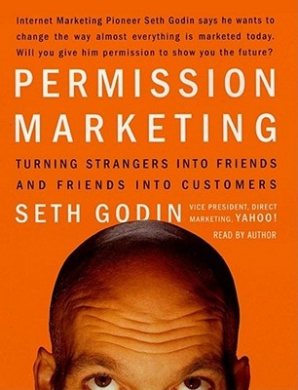 Internet Marketing Pioneer Seth Godin says he wants to
change the way almost everything is marketed today.
Will you give him permission to show you the future?
PERMISSION
MARKETING
TURNING STRANGERS INTO FRIENDS
AND FRIENDS INTO CUSTOMERS
SETH GODIN VICE PRESIDENT, DIRECT
MARKETING, YAHOO!
READ BY AUTHOR